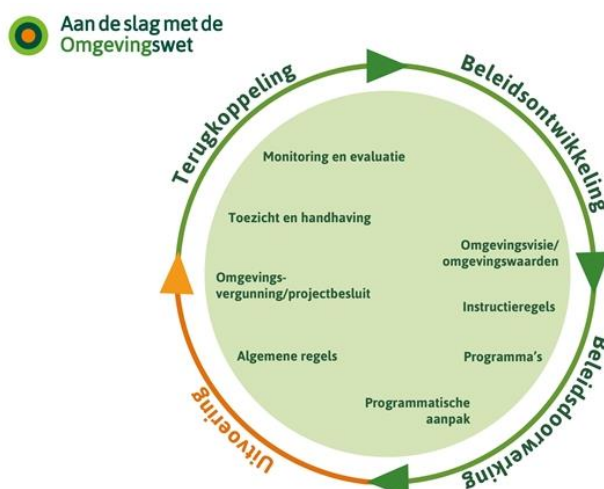 Aan de slag met de
Omgevingswet
Terugkoppeling
Beleidsontwikkeling
Monitoring en evaluatie
Toezicht en handhaving
Omgevings-
vergunning/projectbesluit
Algemene regels
Omgevingsvisie/
omgevingswaarden
Instructieregels
Programma's
Programmatische
aanpak
Uitvoering
Beleidsdoorwerking